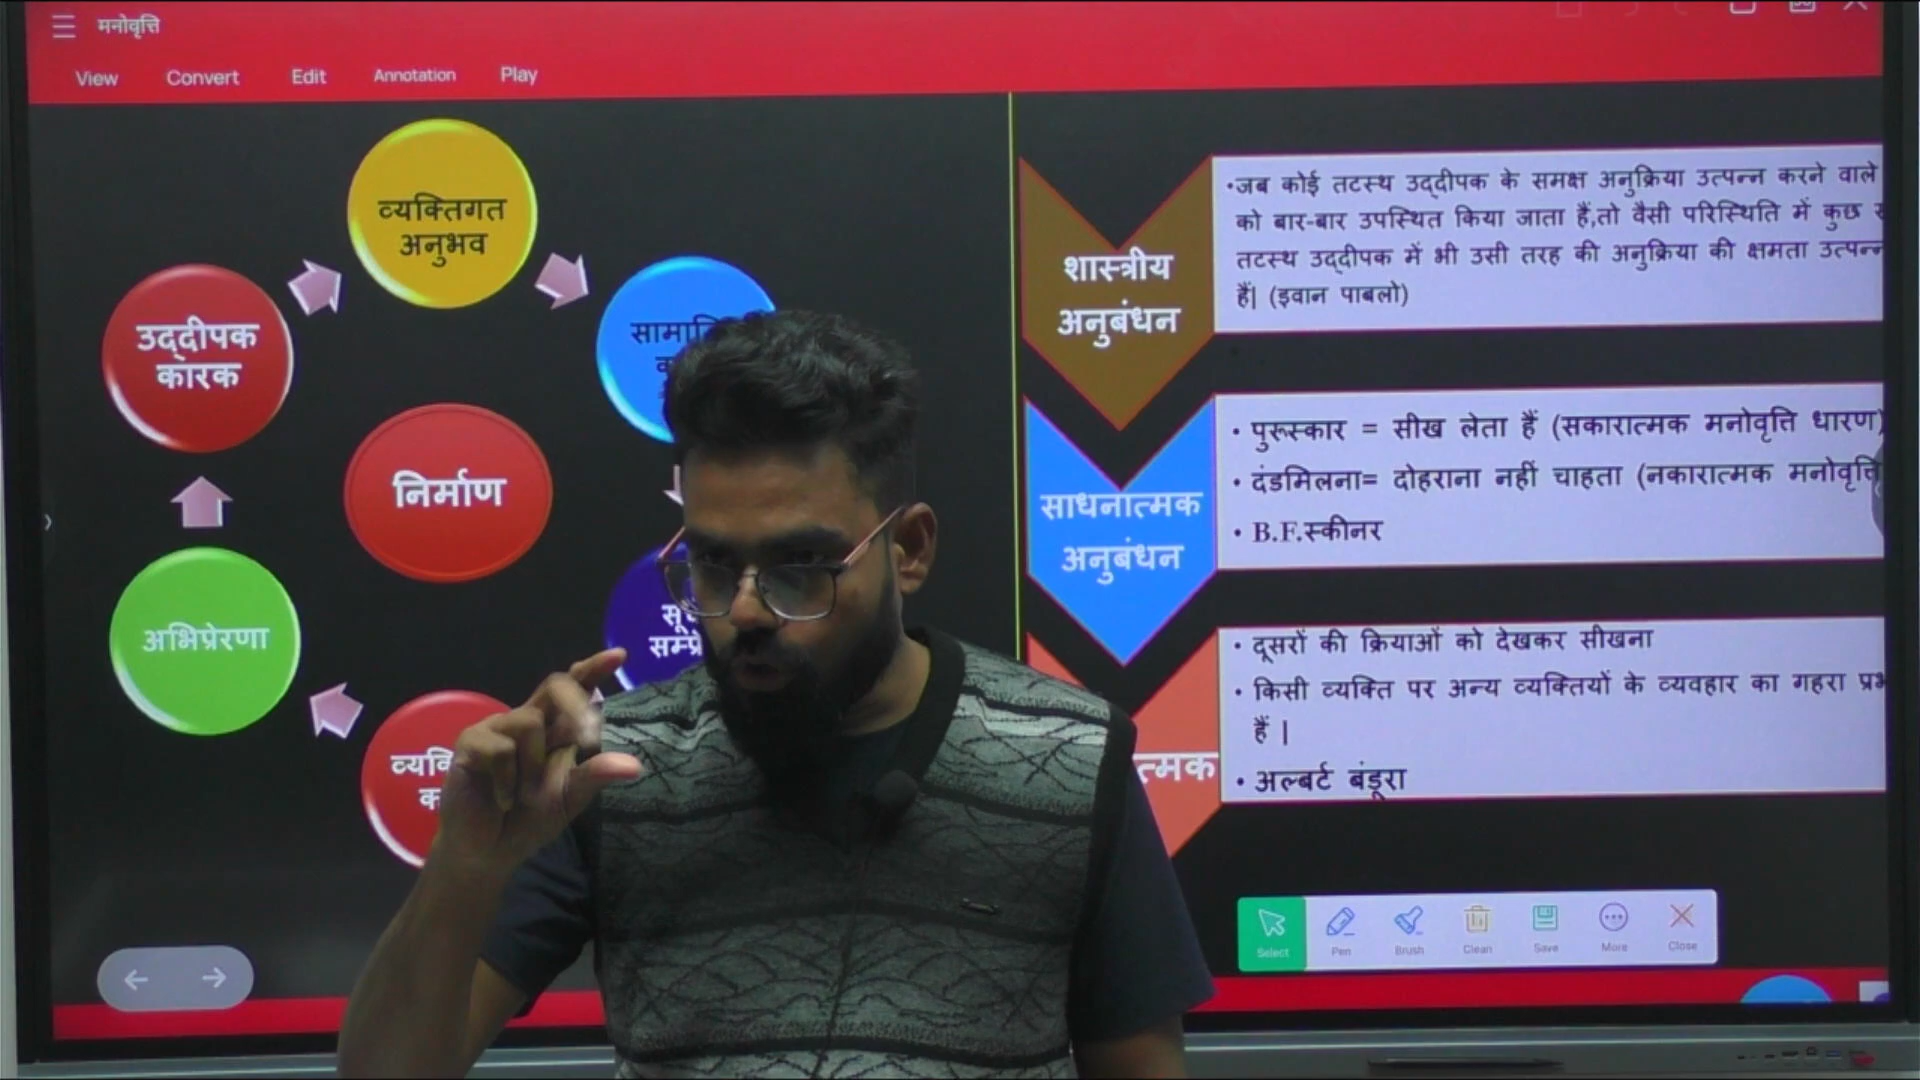 मनोवृत्ति
View Convert Edit Annotation Play
व्यक्तिगत
अनुभव
उद्दीपक
कारक
निर्माण
अभिप्रेरणा
शास्त्रीय
अनुबंधन
•जब कोई तटस्थ उद्दीपक के समक्ष अनुक्रिया उत्पन्न करने वाले
को बार-बार उपस्थित किया जाता हैं,तो वैसी परिस्थिति में कुछ
तटस्थ उद्दीपक में भी उसी तरह की अनुक्रिया की क्षमता उत्पन्न
हैं| (इवान पाबलो)
साधनात्मक
अनुबंधन
• पुरूस्कार = सीख लेता हैं (सकारात्मक मनोवृत्ति धारण)
• दंडमिलना= दोहराना नहीं चाहता (नकारात्मक मनोवृत्ति
• B.F.स्कीनर
• दूसरों की क्रियाओं को देखकर सीखना
• किसी व्यक्ति पर अन्य व्यक्तियों के व्यवहार का गहरा
हैं |
• अल्बर्ट बंडूरा
Select Pen Brush Clean Save More Close